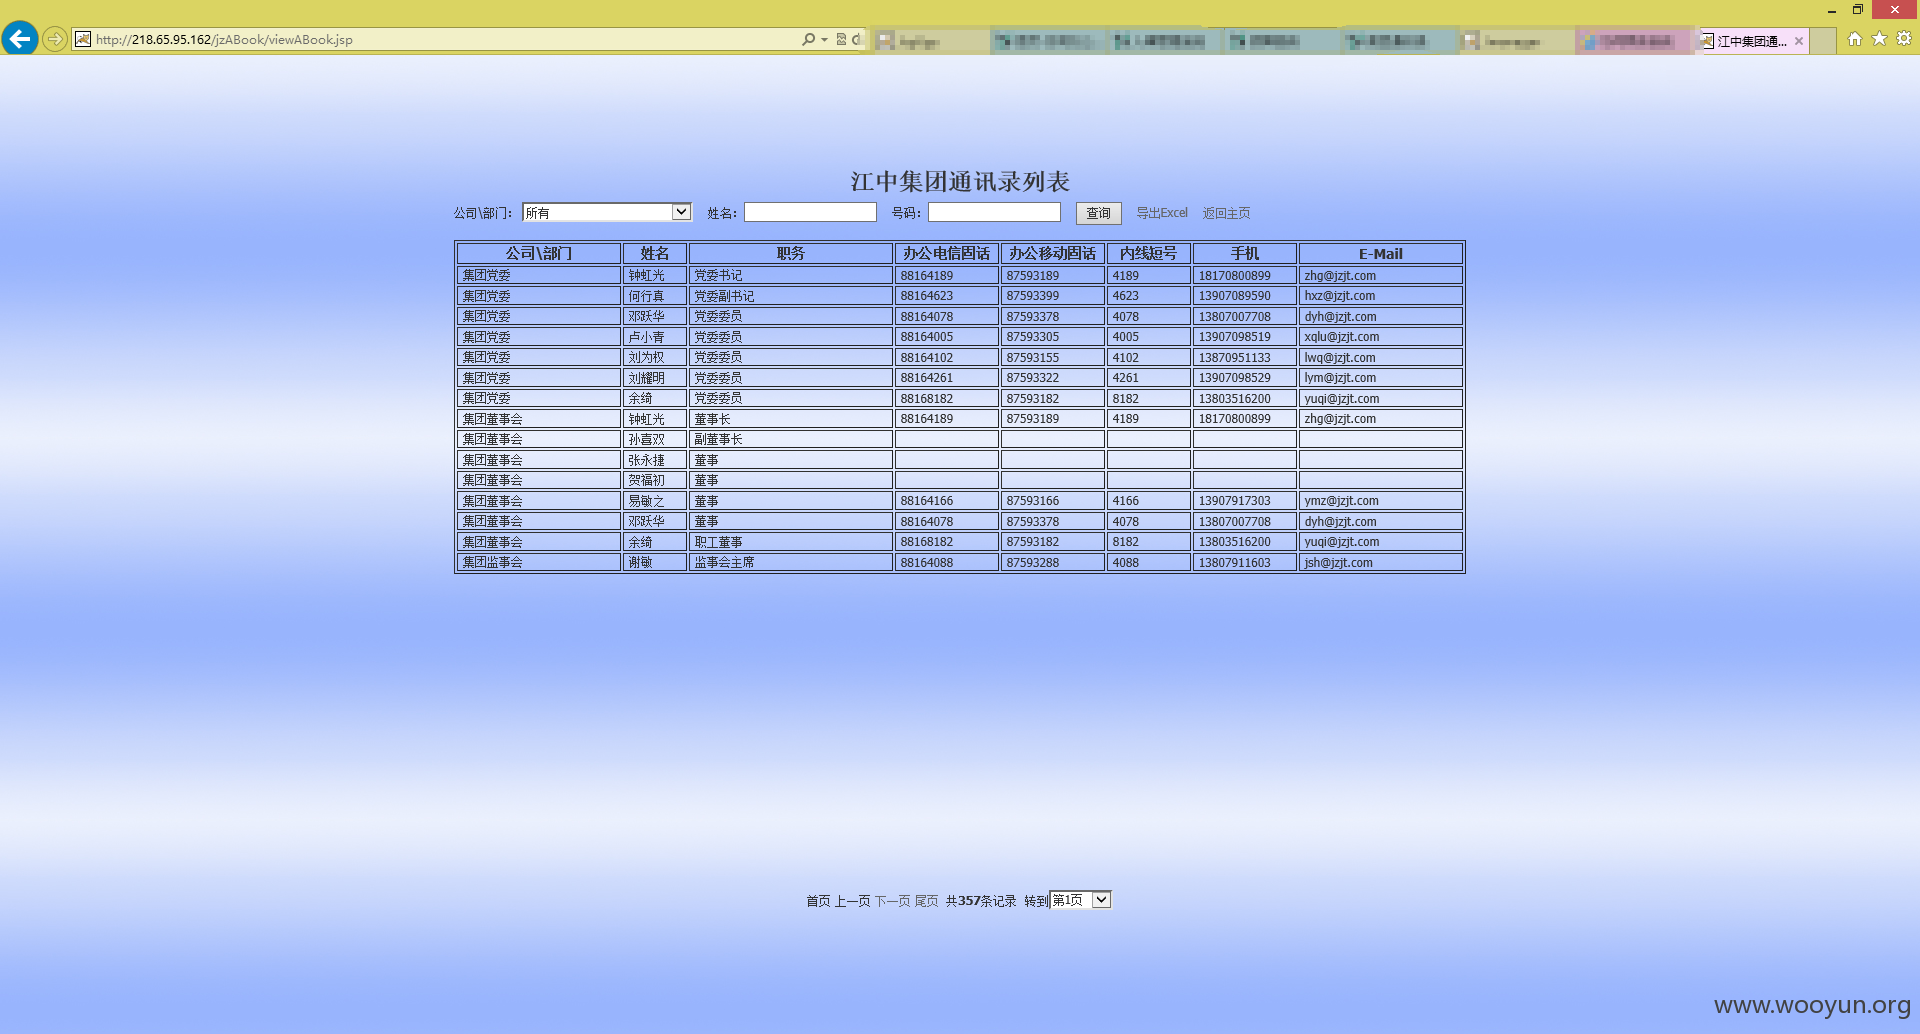 http://218.65.95.162/jzABook/viewABook.jsp
江中集团通...
江中集团通讯录列表
公司\部门： 所有 姓名： 号码： 查询 导出Excel 返回主页
公司\部门 姓名 职务 办公电信固话 办公移动固话 内线短号 手机 E-Mail
集团党委 钟虹光 党委书记 88164189 87593189 4189 18170800899 zhg@jzjt.com
集团党委 何行真 党委副书记 88164623 87593399 4623 13907089590 hxz@jzjt.com
集团党委 邓跃华 党委委员 88164078 87593378 4078 13807007708 dyh@jzjt.com
集团党委 卢小青 党委委员 88164005 87593305 4005 13907098519 xqlu@jzjt.com
集团党委 刘为权 党委委员 88164102 87593155 4102 13870951133 lwq@jzjt.com
集团党委 刘耀明 党委委员 88164261 87593322 4261 13907098529 lym@jzjt.com
集团党委 余绮 党委委员 88168182 87593182 8182 13803516200 yuqi@jzjt.com
集团董事会 钟虹光 董事长 88164189 87593189 4189 18170800899 zhg@jzjt.com
集团董事会 孙喜双 副董事长
集团董事会 张永捷 董事
集团董事会 贺福初 董事
集团董事会 易敏之 董事 88164166 87593166 4166 13907917303 ymz@jzjt.com
集团董事会 邓跃华 董事 88164078 87593378 4078 13807007708 dyh@jzjt.com
集团董事会 余绮 职工董事 88168182 87593182 8182 13803516200 yuqi@jzjt.com
集团监事会 谢敏 监事会主席 88164088 87593288 4088 13807911603 jsh@jzjt.com
首页 上一页 下一页 尾页 共357条记录 转到 第1页
www.wooyun.org